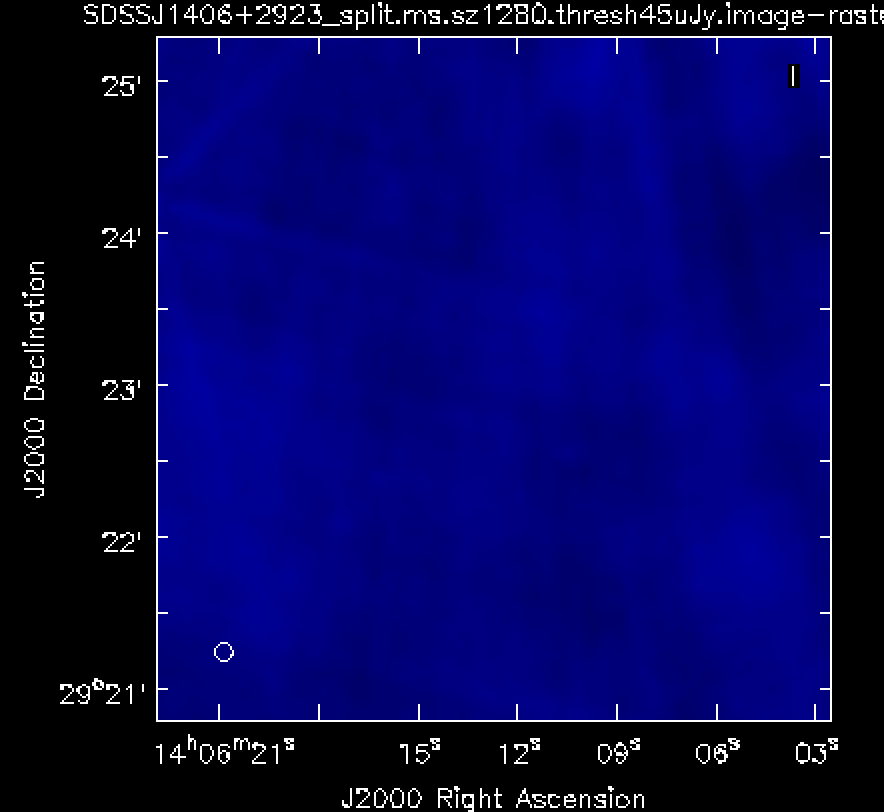 SDSSJ1406+2923_split.ms.sz1280.thresh45uJy.image-raste
I
25'
24'
23'
22'
29°21'
J2000 Declination
14ʰ06ᵐ21ˢ 15ˢ 12ˢ 09ˢ 06ˢ 03ˢ
J2000 Right Ascension